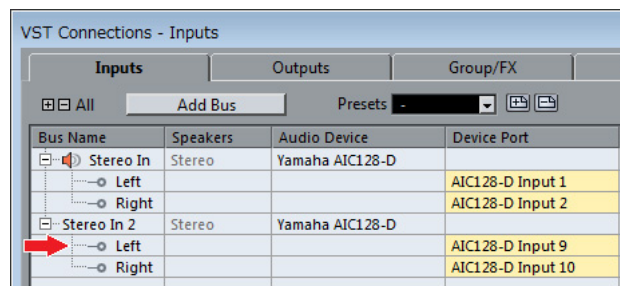 VST Connections - Inputs
Inputs Outputs Group/FX
All Add Bus Presets -
Bus Name Speakers Audio Device Device Port
Stereo In Stereo Yamaha AIC128-D
Left AIC128-D Input 1
Right AIC128-D Input 2
Stereo In 2 Stereo Yamaha AIC128-D
Left AIC128-D Input 9
Right AIC128-D Input 10